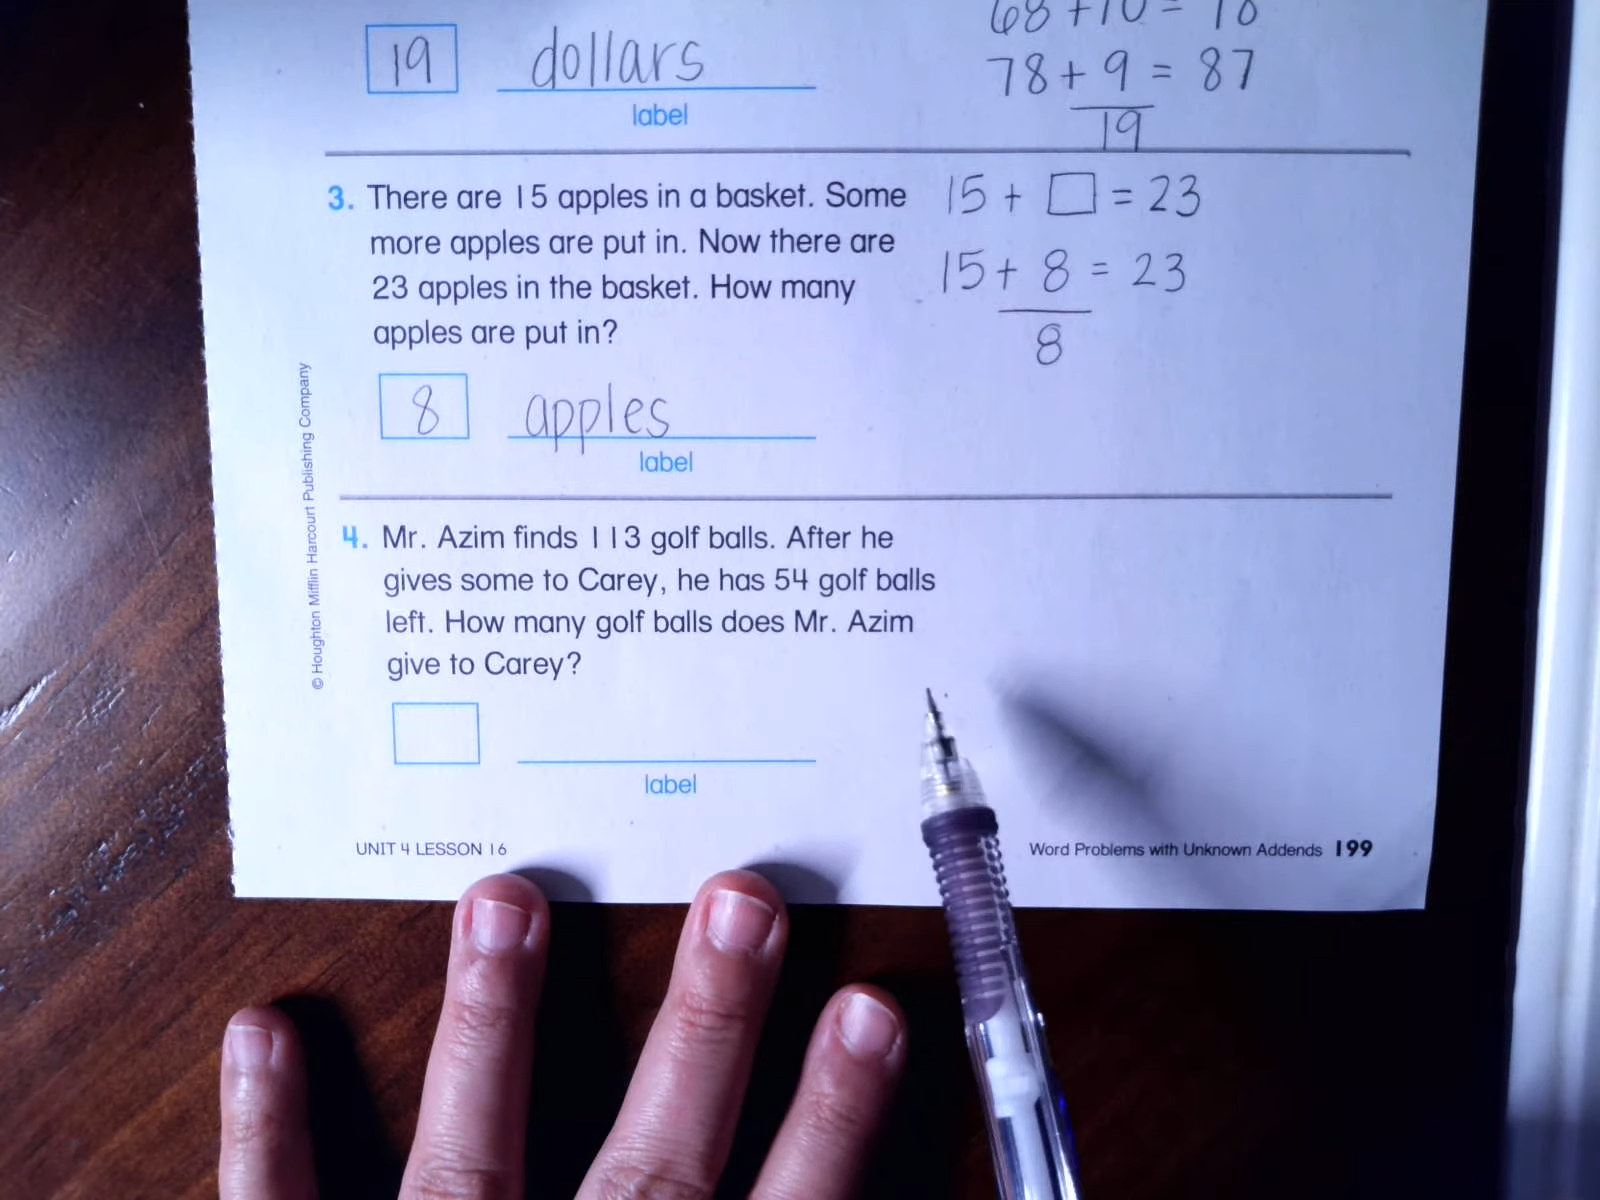 68 + 10 = 78
19 dollars
78 + 9 = 87
label
19
3. There are 15 apples in a basket. Some
15 + □ = 23
more apples are put in. Now there are
23 apples in the basket. How many
15 + 8 = 23
apples are put in?
8
8 apples
label
© Houghton Mifflin Harcourt Publishing Company
4. Mr. Azim finds 113 golf balls. After he
gives some to Carey, he has 54 golf balls
left. How many golf balls does Mr. Azim
give to Carey?
label
UNIT 4 LESSON 16
Word Problems with Unknown Addends 199